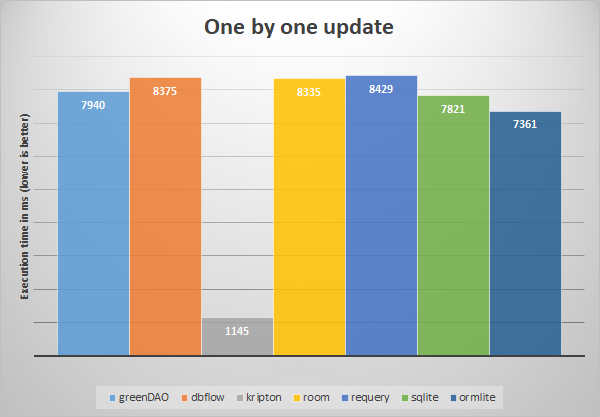 One by one update
Execution time in ms (lower is better)
7940
8375
1145
8335
8429
7821
7361
greenDAO dbflow kripton room requery sqlite ormlite